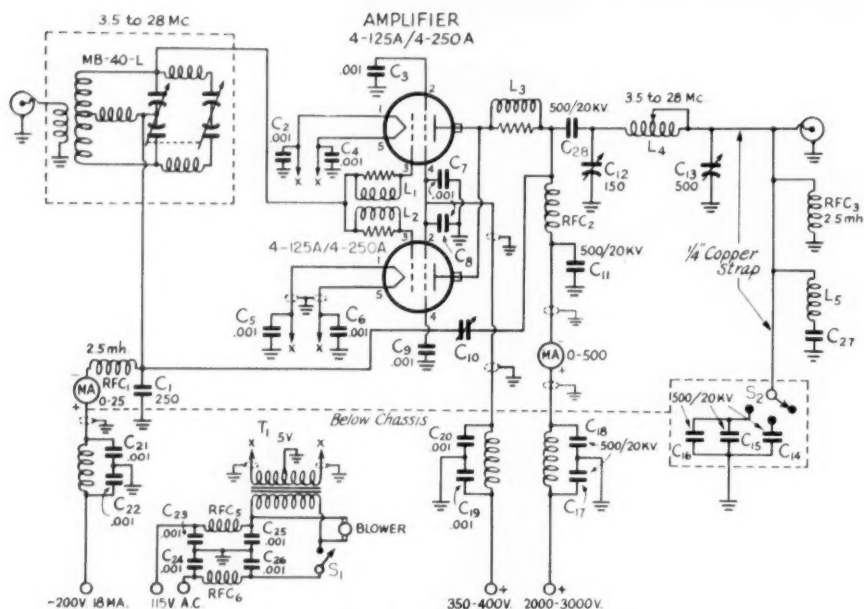 3.5 to 28 Mc
MB-40-L
AMPLIFIER
4-125A/4-250A
.001
C3
2
1
5
3
4
C2
.001
C4
.001
L1
L2
C7
.001
C8
4-125A/4-250A
3
2
1
5
4
C5
.001
C6
.001
C9
.001
C10
L3
500/20KV
C28
3.5 to 28 Mc
L4
C12
150
C13
500
RFC2
500/20KV
C11
RFC3
2.5mh
1/4" Copper
Strap
L5
C27
2.5mh
RFC1
MA
0-25
-
+
C1
250
MA
0-500
-
+
Below Chassis
S2
500/20KV
C16
C15
C14
C21
.001
C22
.001
T1
5V
X
X
C20
.001
C19
.001
C18
500/20KV
C17
C23
.001
RFC5
C25
.001
C24
.001
RFC6
C26
.001
BLOWER
S1
-200V. 18 MA.
115V. A.C.
350-400V.
+
2000-3000V.
+
X
X
X
X